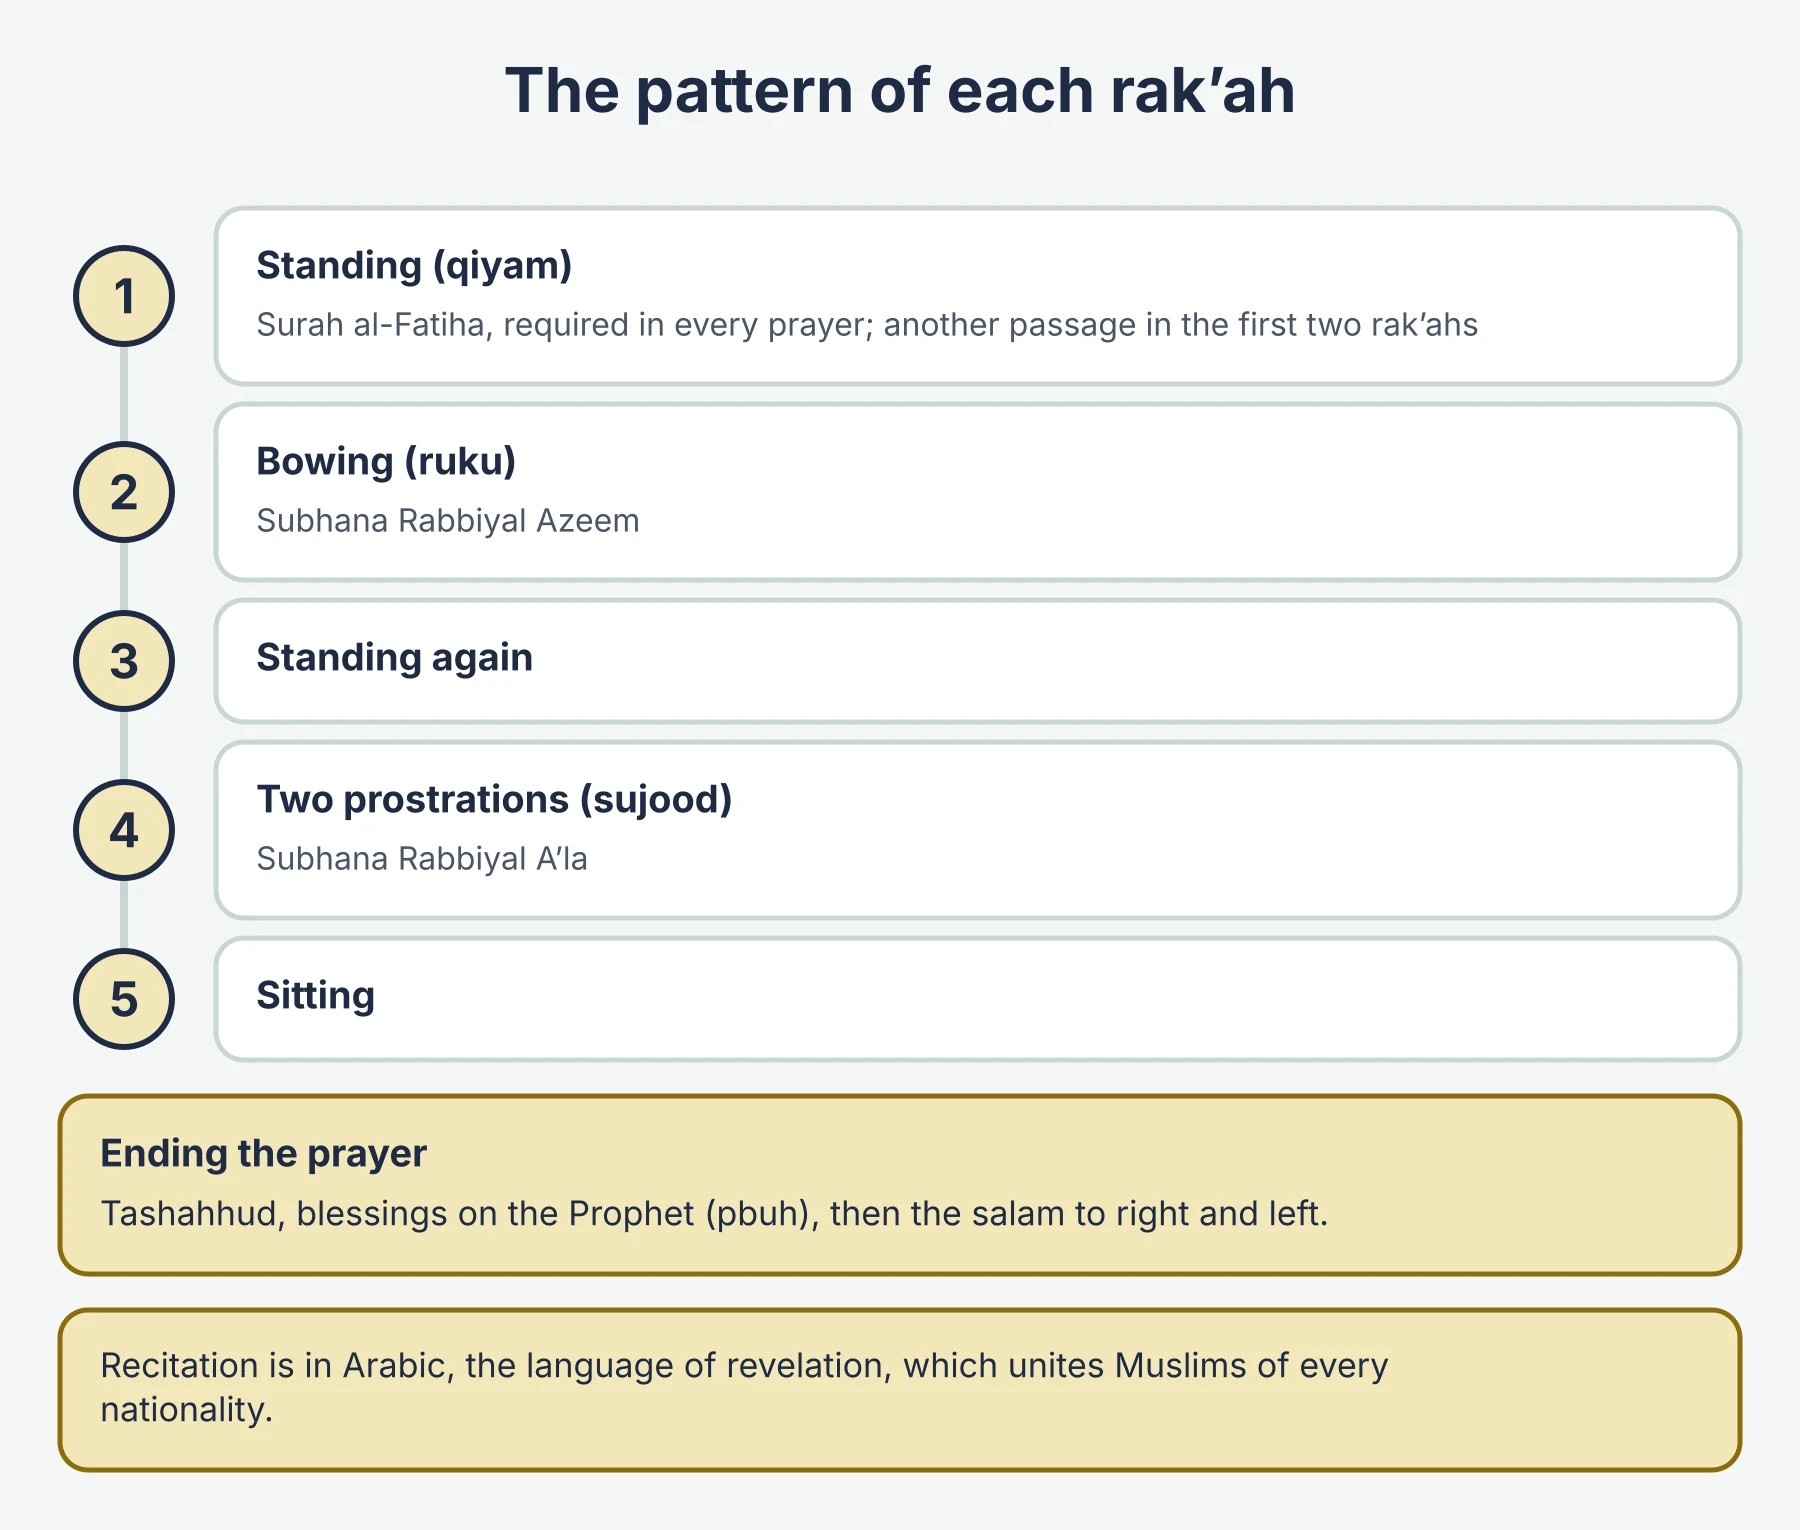 The pattern of each rak’ah
1
Standing (qiyam)
Surah al-Fatiha, required in every prayer; another passage in the first two rak’ahs
2
Bowing (ruku)
Subhana Rabbiyal Azeem
3
Standing again
4
Two prostrations (sujood)
Subhana Rabbiyal A’la
5
Sitting
Ending the prayer
Tashahhud, blessings on the Prophet (pbuh), then the salam to right and left.
Recitation is in Arabic, the language of revelation, which unites Muslims of every
nationality.